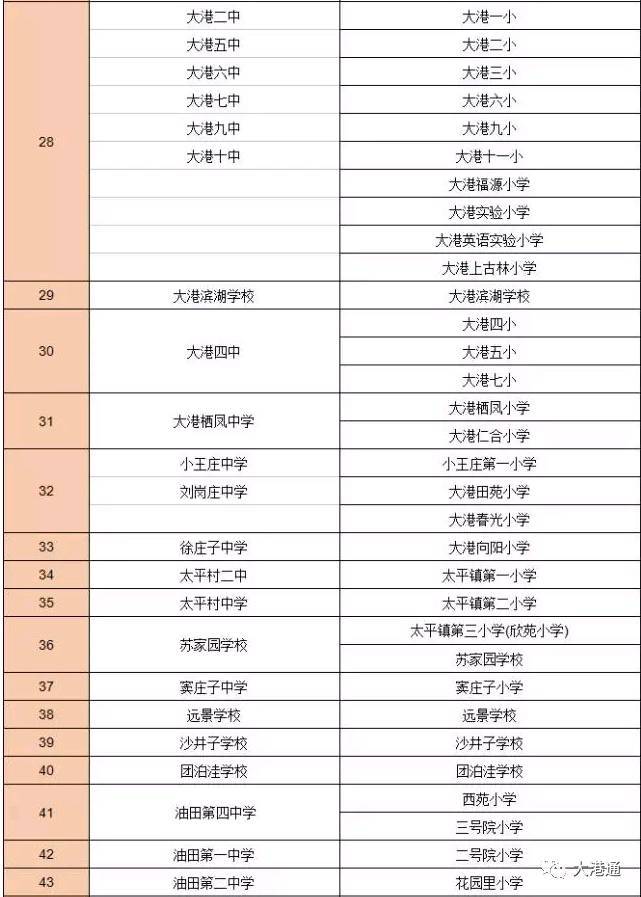 大港二中 大港一小
大港五中 大港二小
大港六中 大港三小
大港七中 大港六小
大港九中 大港九小
28 大港十中 大港十一小
大港福源小学
大港实验小学
大港英语实验小学
大港上古林小学
29 大港滨湖学校 大港滨湖学校
30 大港四中 大港四小
大港五小
大港七小
31 大港栖凤中学 大港栖凤小学
大港仁合小学
32 小王庄中学 小王庄第一小学
刘岗庄中学 大港田苑小学
大港春光小学
33 徐庄子中学 大港向阳小学
34 太平村二中 太平镇第一小学
35 太平村中学 太平镇第二小学
36 苏家园学校 太平镇第三小学(欣苑小学)
苏家园学校
37 窦庄子中学 窦庄子小学
38 远景学校 远景学校
39 沙井子学校 沙井子学校
40 团泊洼学校 团泊洼学校
41 油田第四中学 西苑小学
三号院小学
42 油田第一中学 二号院小学
43 油田第二中学 花园里小学
大港通